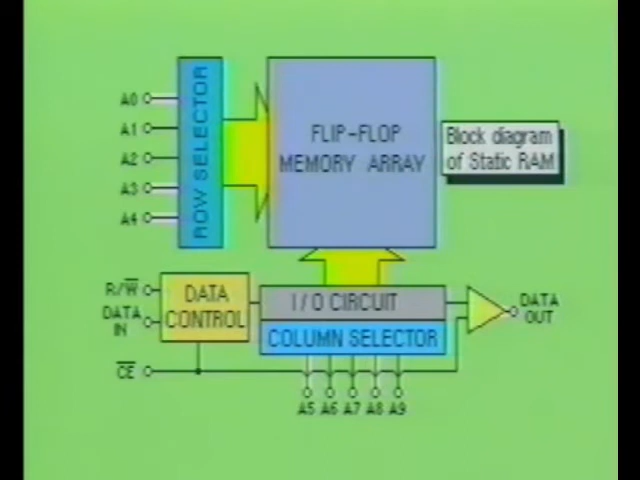 A0
A1
A2
A3
A4
ROW SELECTOR
FLIP-FLOP
MEMORY ARRAY
Block diagram
of Static RAM
R/W̅
DATA
IN
C̅E̅
DATA
CONTROL
I/O CIRCUIT
COLUMN SELECTOR
DATA
OUT
A5 A6 A7 A8 A9